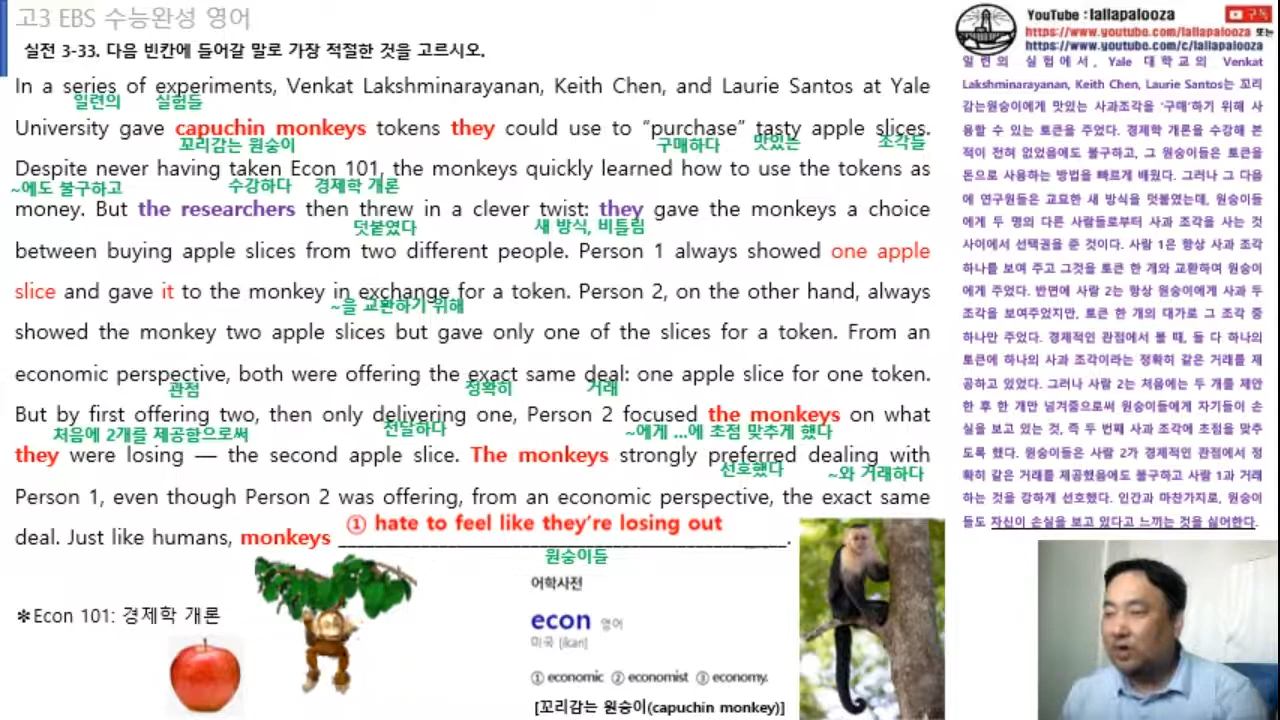 고3 EBS 수능완성 영어
실전 3-33. 다음 빈칸에 들어갈 말로 가장 적절한 것을 고르시오.
In a series of experiments, Venkat Lakshminarayanan, Keith Chen, and Laurie Santos at Yale
일련의 실험들
University gave capuchin monkeys tokens they could use to “purchase” tasty apple slices.
꼬리감는 원숭이 구매하다 맛있는 조각들
Despite never having taken Econ 101, the monkeys quickly learned how to use the tokens as
~에도 불구하고 수강하다 경제학 개론
money. But the researchers then threw in a clever twist: they gave the monkeys a choice
덧붙였다 새 방식, 비틀림
between buying apple slices from two different people. Person 1 always showed one apple
slice and gave it to the monkey in exchange for a token. Person 2, on the other hand, always
~을 교환하기 위해
showed the monkey two apple slices but gave only one of the slices for a token. From an
economic perspective, both were offering the exact same deal: one apple slice for one token.
관점 정확히 거래
But by first offering two, then only delivering one, Person 2 focused the monkeys on what
처음에 2개를 제공함으로써 전달하다 ~에게 ...에 초점 맞추게 했다
they were losing — the second apple slice. The monkeys strongly preferred dealing with
선호했다 ~와 거래하다
Person 1, even though Person 2 was offering, from an economic perspective, the exact same
① hate to feel like they’re losing out
deal. Just like humans, monkeys ____________________.
원숭이들
*Econ 101: 경제학 개론
어학사전
econ 영어
미국 [íkan]
① economic ② economist ③ economy.
[꼬리감는 원숭이(capuchin monkey)]
YouTube : lallapalooza
구독
https://www.youtube.com/lallapalooza 또는
https://www.youtube.com/c/lallapalooza
일련의 실험에서, Yale 대학교의 Venkat
Lakshminarayanan, Keith Chen, Laurie Santos는 꼬리
감는원숭이에게 맛있는 사과조각을 ‘구매’하기 위해 사
용할 수 있는 토큰을 주었다. 경제학 개론을 수강해 본
적이 전혀 없었음에도 불구하고, 그 원숭이들은 토큰을
돈으로 사용하는 방법을 빠르게 배웠다. 그러나 그 다음
에 연구원들은 교묘한 새 방식을 덧붙였는데, 원숭이들
에게 두 명의 다른 사람들로부터 사과 조각을 사는 것
사이에서 선택권을 준 것이다. 사람 1은 항상 사과 조각
하나를 보여 주고 그것을 토큰 한 개와 교환하여 원숭이
에게 주었다. 반면에 사람 2는 항상 원숭이에게 사과 두
조각을 보여주었지만, 토큰 한 개의 대가로 그 조각 중
하나만 주었다. 경제적인 관점에서 볼 때, 둘 다 하나의
토큰에 하나의 사과 조각이라는 정확히 같은 거래를 제
공하고 있었다. 그러나 사람 2는 처음에는 두 개를 제안
한 후 한 개만 넘겨줌으로써 원숭이들에게 자기들이 손
실을 보고 있는 것, 즉 두 번째 사과 조각에 초점을 맞추
도록 했다. 원숭이들은 사람 2가 경제적인 관점에서 정
확히 같은 거래를 제공했음에도 불구하고 사람 1과 거래
하는 것을 강하게 선호했다. 인간과 마찬가지로, 원숭이
들도 자신이 손실을 보고 있다고 느끼는 것을 싫어한다.